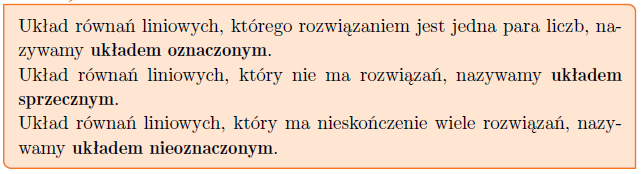 Układ równań liniowych, którego rozwiązaniem jest jedna para liczb, na-
zywamy układem oznaczonym.
Układ równań liniowych, który nie ma rozwiązań, nazywamy układem
sprzecznym.
Układ równań liniowych, który ma nieskończenie wiele rozwiązań, nazy-
wamy układem nieoznaczonym.